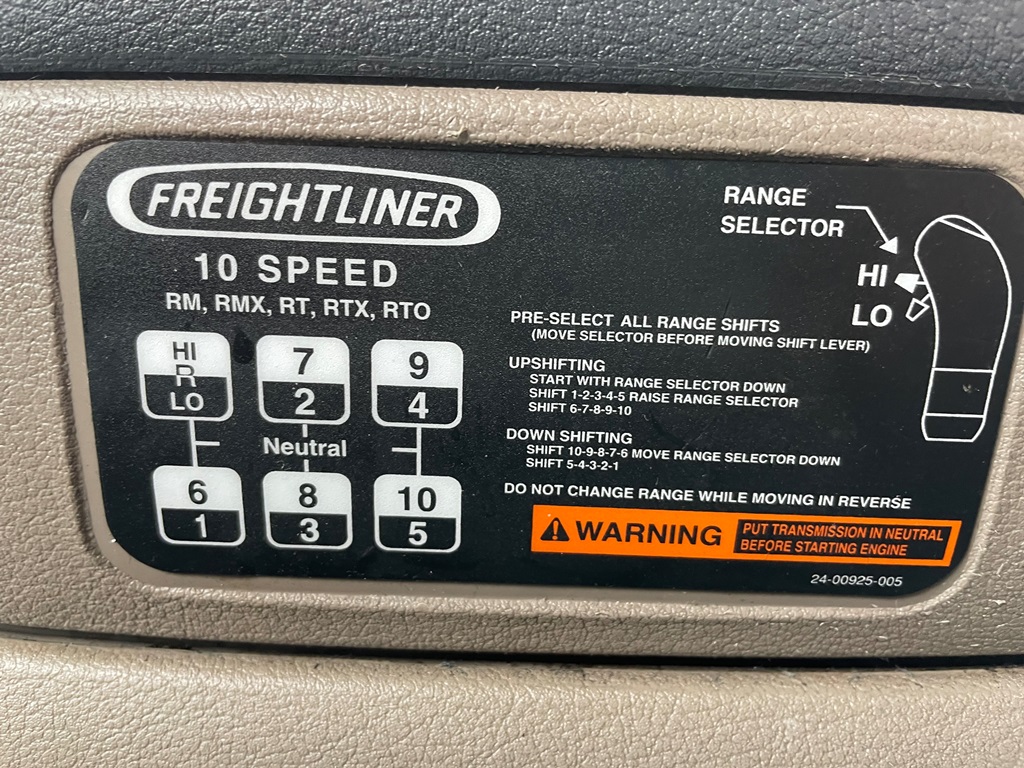 FREIGHTLINER
10 SPEED
RM, RMX, RT, RTX, RTO
HI
R
LO
7
2
9
4
Neutral
6
1
8
3
10
5
RANGE
SELECTOR
HI
LO
PRE-SELECT ALL RANGE SHIFTS
(MOVE SELECTOR BEFORE MOVING SHIFT LEVER)
UPSHIFTING
START WITH RANGE SELECTOR DOWN
SHIFT 1-2-3-4-5 RAISE RANGE SELECTOR
SHIFT 6-7-8-9-10
DOWN SHIFTING
SHIFT 10-9-8-7-6 MOVE RANGE SELECTOR DOWN
SHIFT 5-4-3-2-1
DO NOT CHANGE RANGE WHILE MOVING IN REVERSE
WARNING
PUT TRANSMISSION IN NEUTRAL
BEFORE STARTING ENGINE
24-00925-005